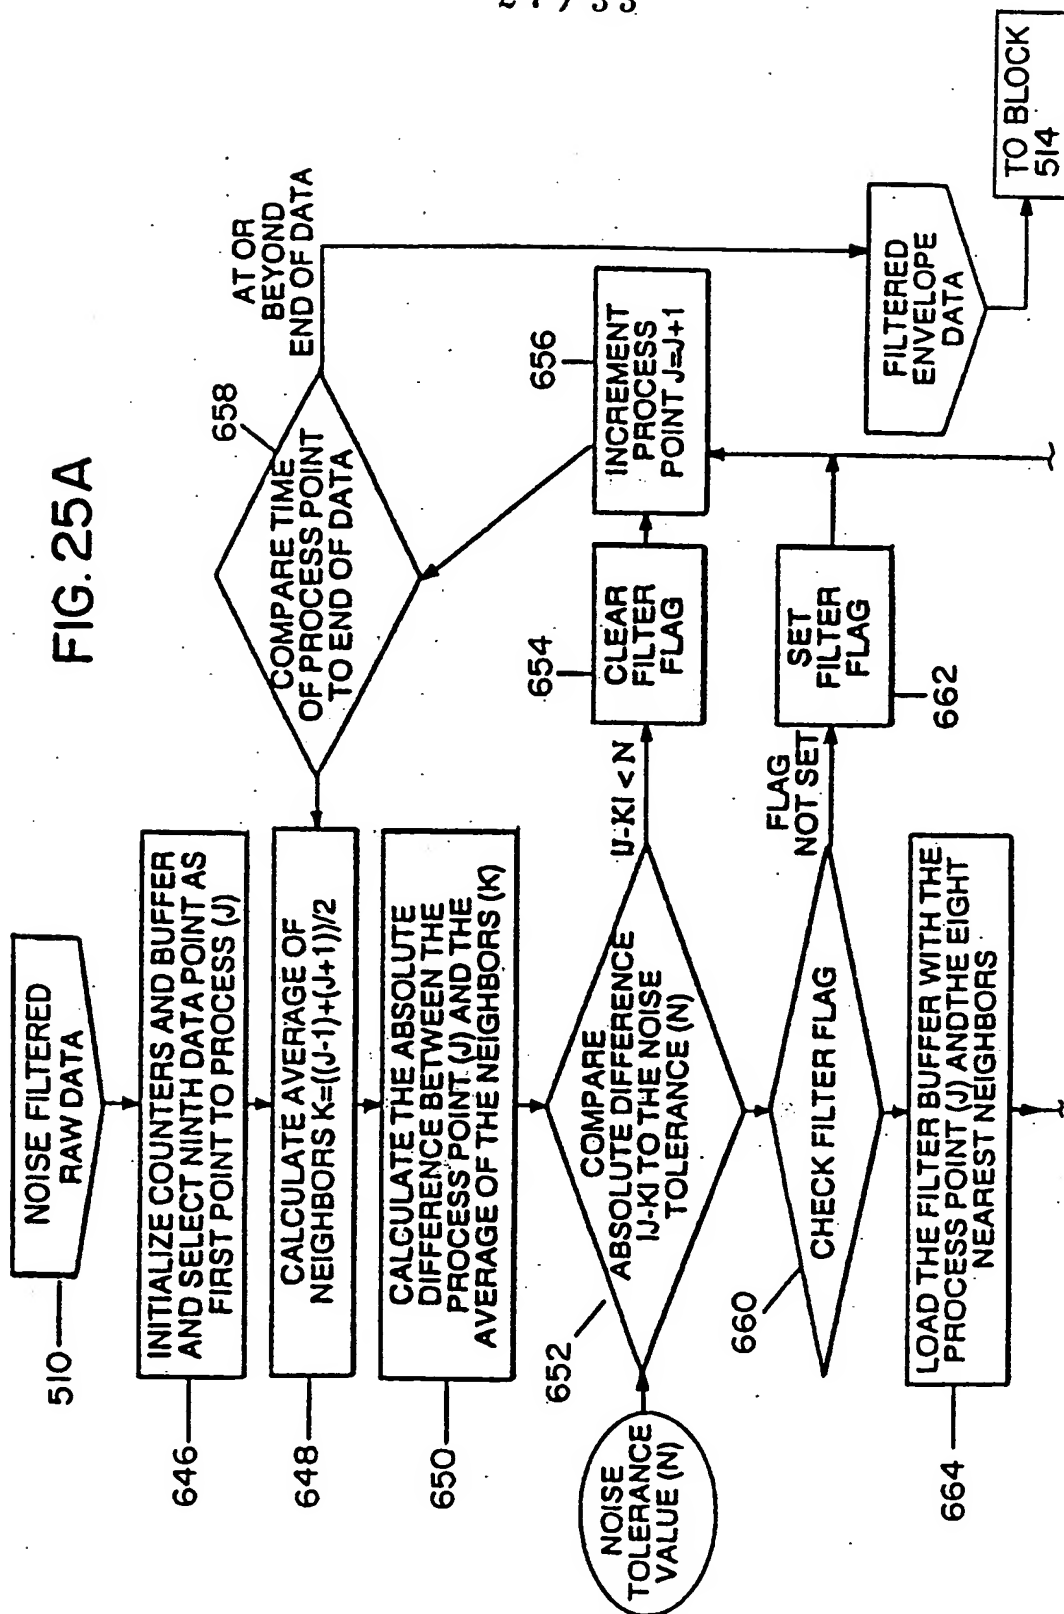 27/33
FIG. 25A
NOISE FILTERED
RAW DATA
510
INITIALIZE COUNTERS AND BUFFER
AND SELECT NINTH DATA POINT AS
FIRST POINT TO PROCESS (J)
646
CALCULATE AVERAGE OF
NEIGHBORS K=((J-1)+(J+1))/2
648
CALCULATE THE ABSOLUTE
DIFFERENCE BETWEEN THE
PROCESS POINT (J) AND THE
AVERAGE OF THE NEIGHBORS (K)
650
COMPARE
ABSOLUTE DIFFERENCE
|J-K| TO THE NOISE
TOLERANCE (N)
652
NOISE
TOLERANCE
VALUE (N)
|J-K| < N
CLEAR
FILTER
FLAG
654
INCREMENT
PROCESS
POINT J=J+1
656
COMPARE TIME
OF PROCESS POINT
TO END OF DATA
658
AT OR
BEYOND
END OF DATA
FILTERED
ENVELOPE
DATA
TO BLOCK
514
CHECK FILTER FLAG
660
FLAG
NOT SET
SET
FILTER
FLAG
662
LOAD THE FILTER BUFFER WITH THE
PROCESS POINT (J) AND THE EIGHT
NEAREST NEIGHBORS
664